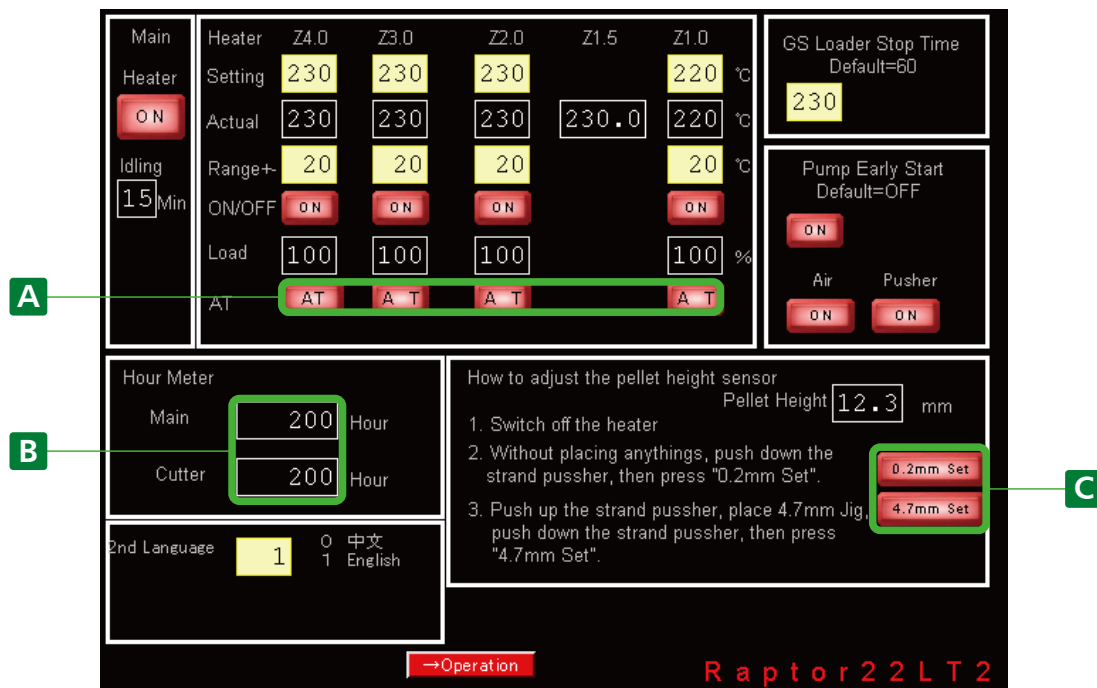 Main
Heater
ON
Idling
15 Min
Heater Z4.0 Z3.0 Z2.0 Z1.5 Z1.0
Setting 230 230 230 220 ℃
Actual 230 230 230 230.0 220 ℃
Range+- 20 20 20 20 ℃
ON/OFF ON ON ON ON
Load 100 100 100 100 %
A
AT AT A T A T A T
GS Loader Stop Time
Default=60
230
Pump Early Start
Default=OFF
ON
Air Pusher
ON ON
Hour Meter
Main 200 Hour
B
Cutter 200 Hour
2nd Language 1
0 中文
1 English
How to adjust the pellet height sensor
Pellet Height 12.3 mm
1. Switch off the heater
2. Without placing anythings, push down the
strand pussher, then press "0.2mm Set".
3. Push up the strand pussher, place 4.7mm Jig,
push down the strand pussher, then press
"4.7mm Set".
0.2mm Set
C
4.7mm Set
→Operation
Raptor22LT2